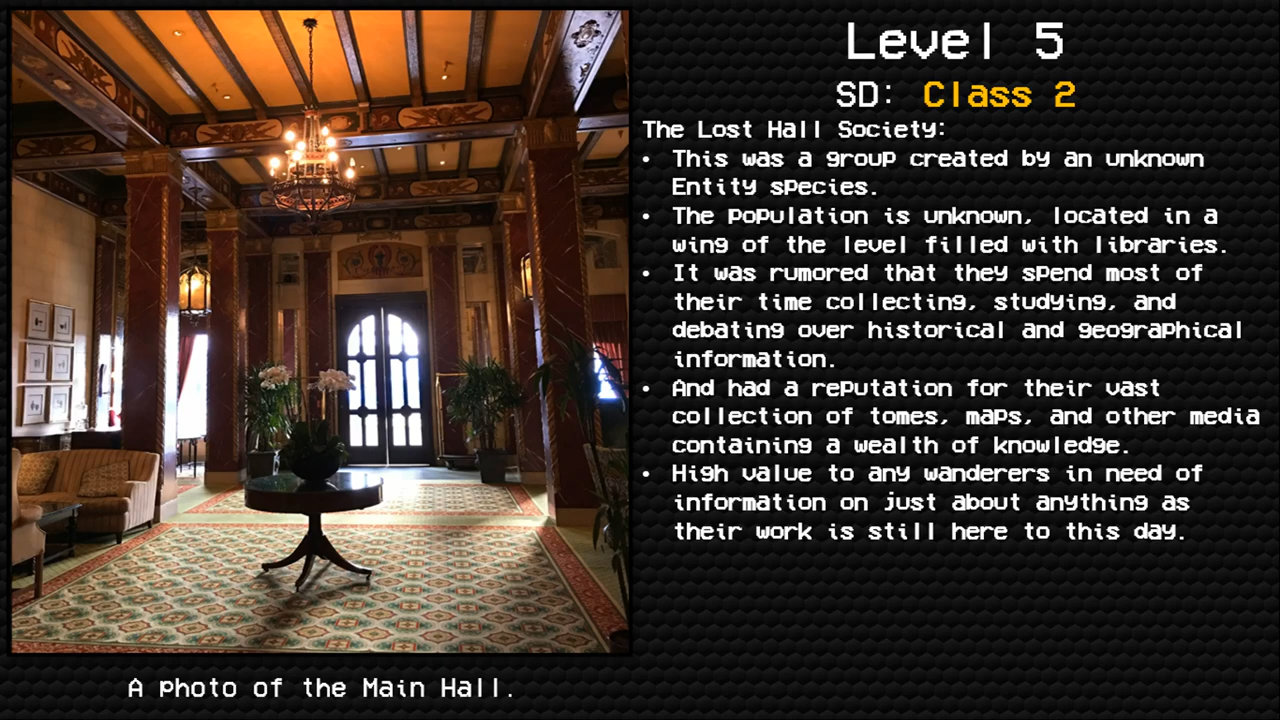 Level 5
SD: Class 2
The Lost Hall Society:
• This was a group created by an unknown
Entity species.
• The population is unknown, located in a
wing of the level filled with libraries.
• It was rumored that they spend most of
their time collecting, studying, and
debating over historical and geographical
information.
• And had a reputation for their vast
collection of tomes, maps, and other media
containing a wealth of knowledge.
• High value to any wanderers in need of
information on just about anything as
their work is still here to this day.
A photo of the Main Hall.